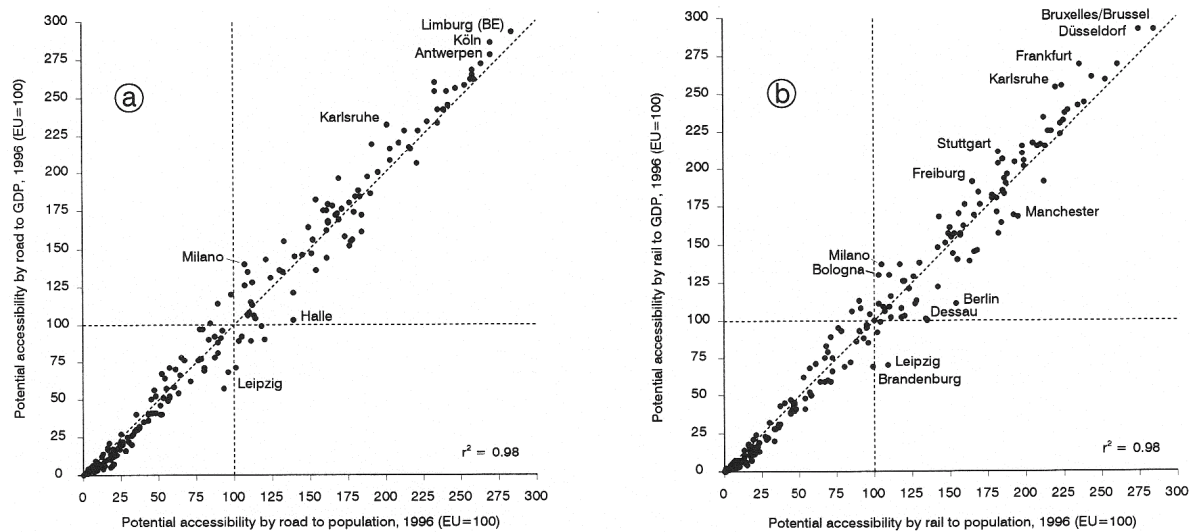 Potential accessibility by road to GDP, 1996 (EU=100)
300
275
250
225
200
175
150
125
100
75
50
25
0
a
Limburg (BE)
Köln
Antwerpen
Karlsruhe
Milano
Halle
Leipzig
r² = 0.98
0 25 50 75 100 125 150 175 200 225 250 275 300
Potential accessibility by road to population, 1996 (EU=100)
Potential accessibility by rail to GDP, 1996 (EU=100)
300
275
250
225
200
175
150
125
100
75
50
25
0
b
Bruxelles/Brussel
Düsseldorf
Frankfurt
Karlsruhe
Stuttgart
Freiburg
Manchester
Milano
Bologna
Berlin
Dessau
Leipzig
Brandenburg
r² = 0.98
0 25 50 75 100 125 150 175 200 225 250 275 300
Potential accessibility by rail to population, 1996 (EU=100)